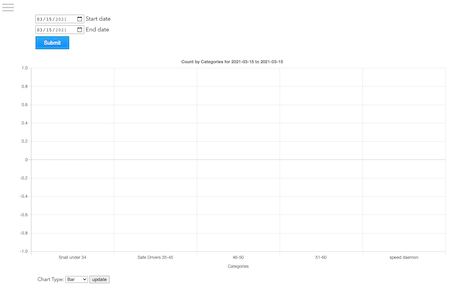 03/15/2021 Start date
03/15/2021 End date
Submit
Count by Categories for 2021-03-15 to 2021-03-15
1.0
0.8
0.6
0.4
0.2
0
-0.2
-0.4
-0.6
-0.8
-1.0
Snail under 24
Safe Drivers 25-45
46-50
51-60
speed daemon
Categories
Chart Type: Bar update